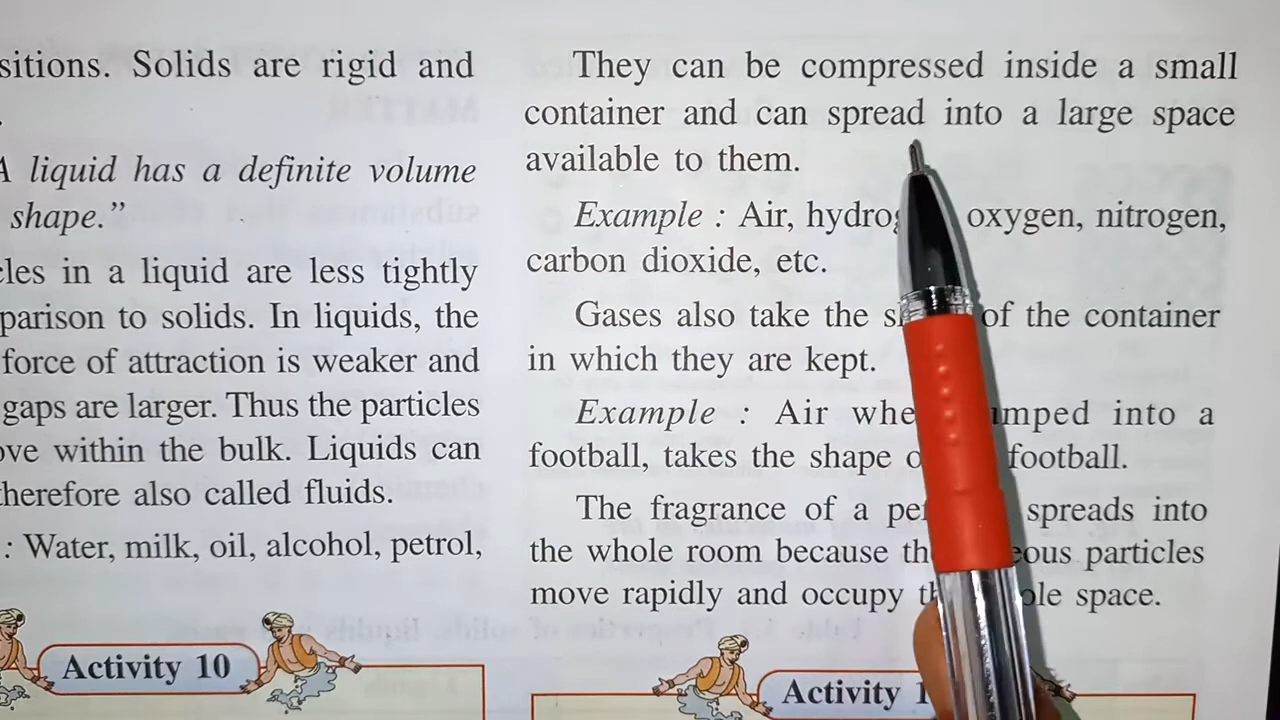 sitions. Solids are rigid and
.
A liquid has a definite volume
shape.”
cles in a liquid are less tightly
parison to solids. In liquids, the
force of attraction is weaker and
gaps are larger. Thus the particles
ove within the bulk. Liquids can
therefore also called fluids.
: Water, milk, oil, alcohol, petrol,
Activity 10
They can be compressed inside a small
container and can spread into a large space
available to them.
Example : Air, hydrog oxygen, nitrogen,
carbon dioxide, etc.
Gases also take the s of the container
in which they are kept.
Example : Air whe umped into a
football, takes the shape o football.
The fragrance of a pe spreads into
the whole room because th eous particles
move rapidly and occupy t ole space.
Activity 1